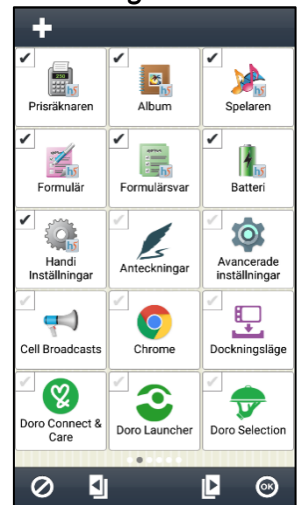 Prisräknaren Album Spelaren
Formulär Formulärsvar Batteri
Handi Inställningar Anteckningar Avancerade inställningar
Cell Broadcasts Chrome Dockningsläge
Doro Connect & Care Doro Launcher Doro Selection
OK